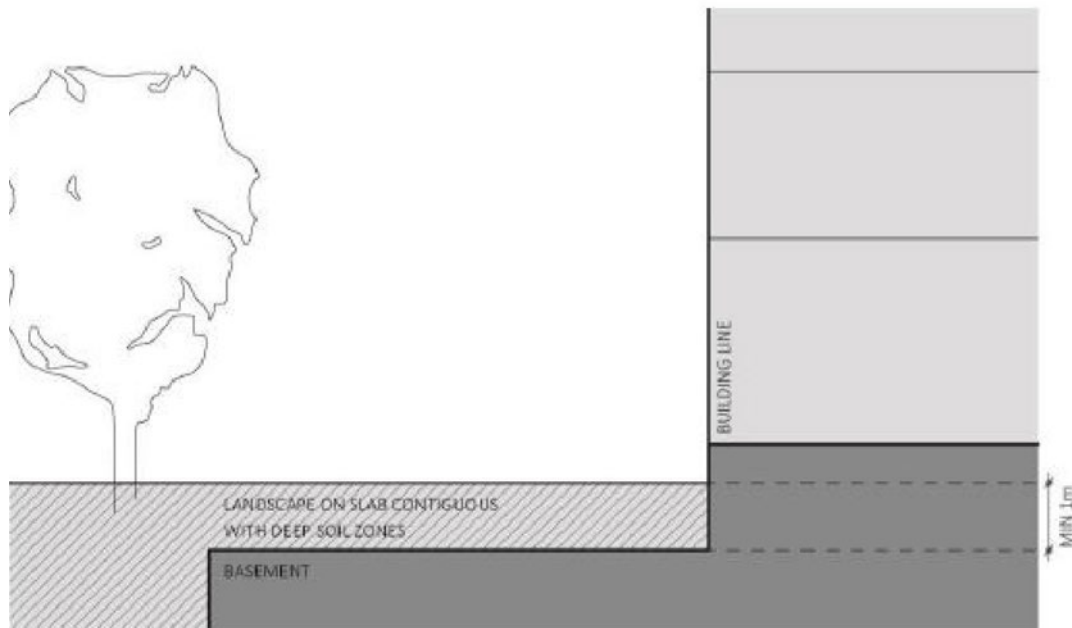 BUILDING LINE
LANDSCAPE ON SLAB CONTIGUOUS
WITH DEEP SOIL ZONES
MIN 1m
BASEMENT